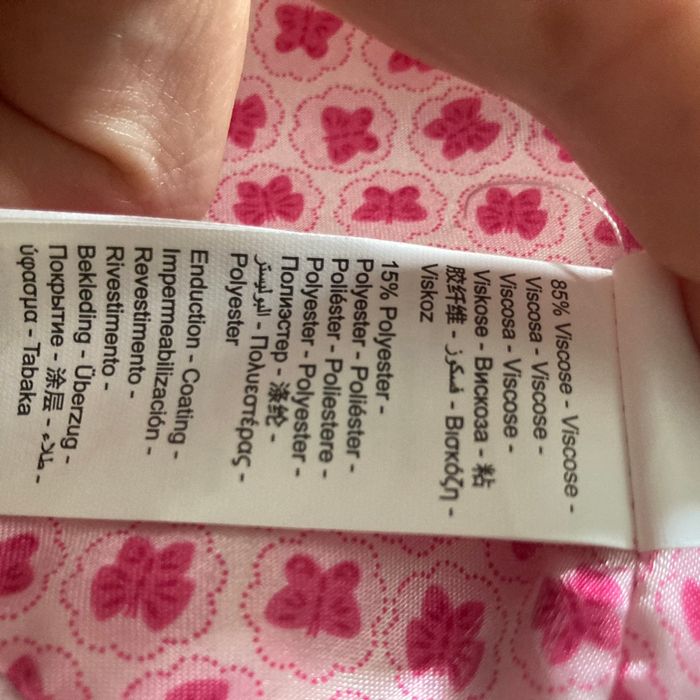 85% Viscose - Viscose -
Viscosa - Viscose -
Viscosa - Viscose -
Viskose - Вискоза - 粘
胶纤维 - فسكوز - Βισκόζη -
Viskoz
15% Polyester -
Polyester - Poliéster -
Poliéster - Poliestere -
Polyester - Polyester -
Полиэстер - 涤纶 -
البوليستر - Πολυεστέρας -
Polyester
Enduction - Coating -
Impermeabilización -
Revestimento -
Rivestimento -
Bekleding - Überzug -
Покрытие - 涂层 - طلاء -
ύφασμα - Tabaka